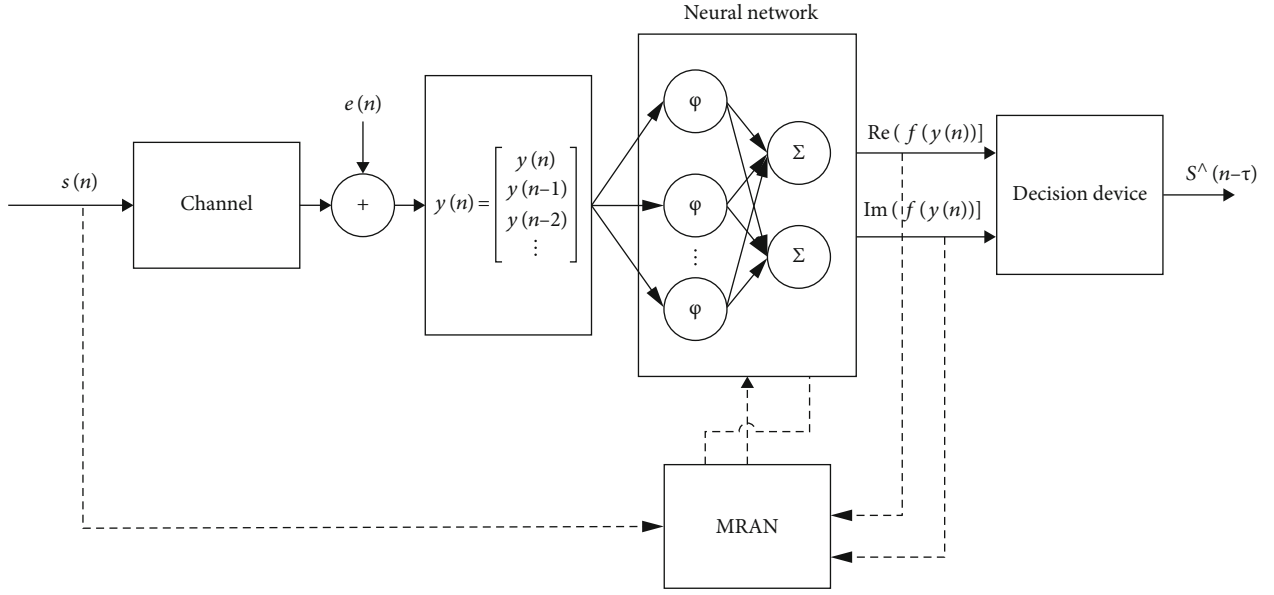 Neural network
e (n)
s (n)
Channel
+
y (n) =
y (n)
y (n–1)
y (n–2)
⋮
φ
φ
⋮
φ
Σ
Σ
Re ( f (y (n))]
Im ( f (y (n))]
Decision device
S^ (n–τ)
MRAN